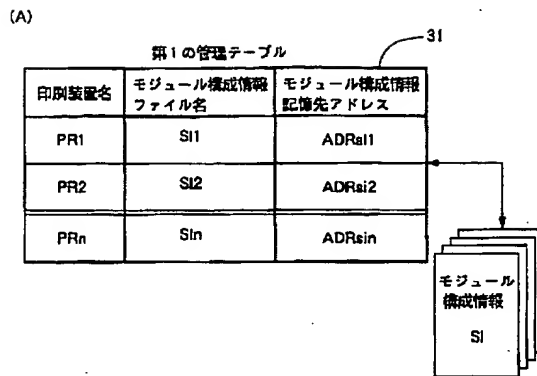 (A)
第1の管理テーブル
31
印刷装置名 モジュール構成情報ファイル名 モジュール構成情報記憶先アドレス
PR1 SI1 ADRsI1
PR2 SI2 ADRsi2
PRn SIn ADRsin
モジュール
構成情報
SI